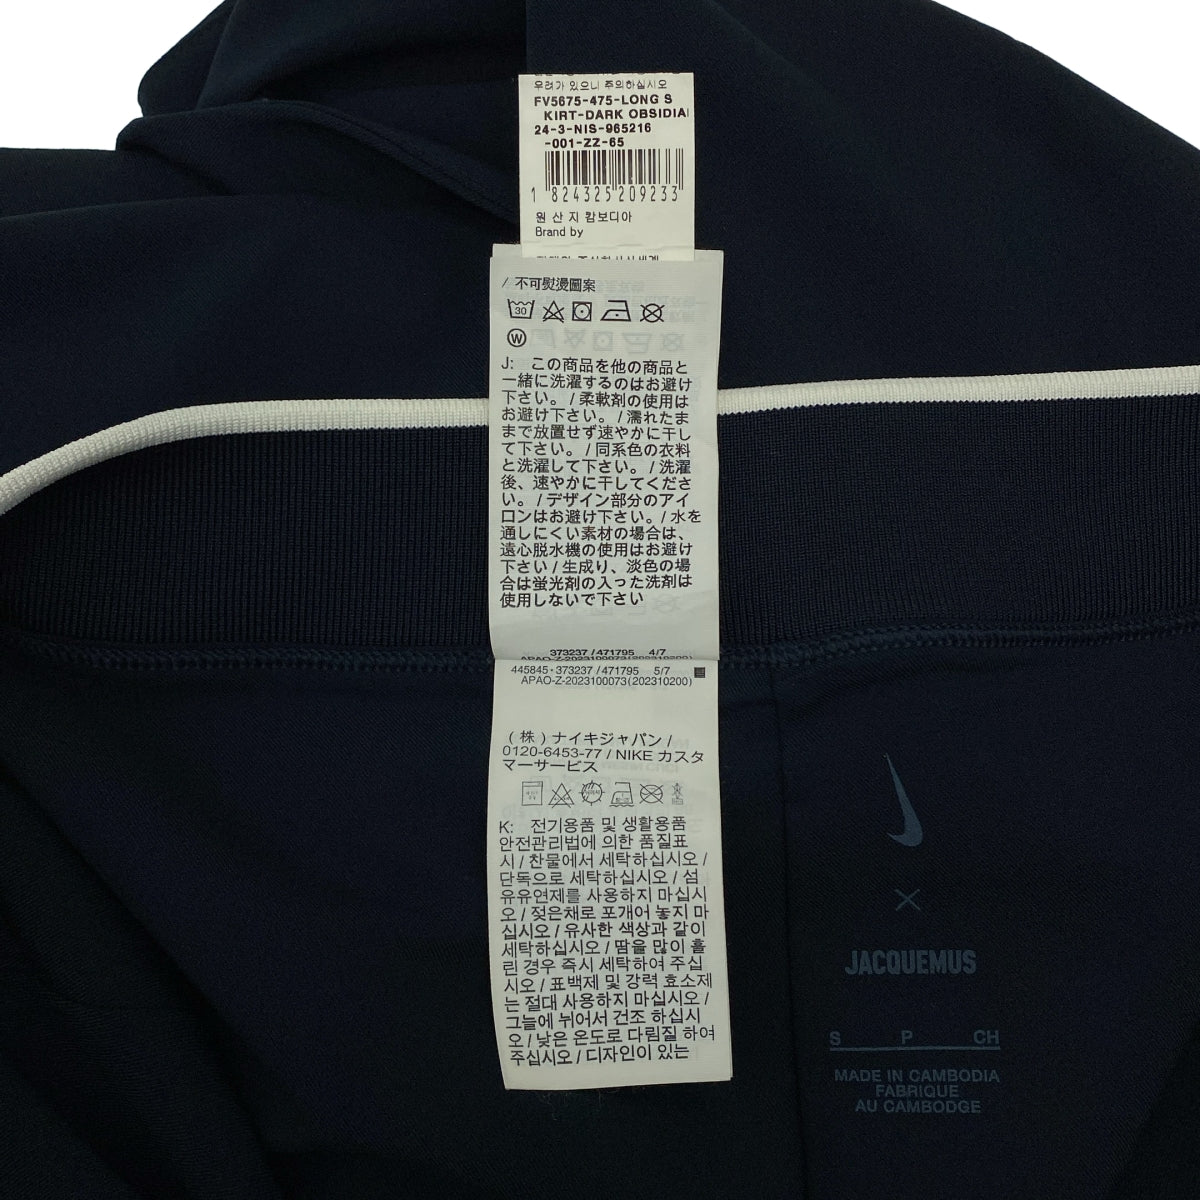 우려가 있으니 주의하십시오
FV5675-475-LONG S
KIRT-DARK OBSIDIA
24-3-NIS-965216
-001-ZZ-65
1 824325 209233
원 산 지 캄보디아
Brand by
/ 不可熨燙圖案
30
W
J: この商品を他の商品と
一緒に洗濯するのはお避け
下さい。/ 柔軟剤の使用は
お避け下さい。/ 濡れたま
まで放置せず速やかに干し
て下さい。/ 同系色の衣料
と洗濯して下さい。/ 洗濯
後、速やかに干してくださ
い。/ デザイン部分のアイ
ロンはお避け下さい。/ 水を
通しにくい素材の場合は、
遠心脱水機の使用はお避け
下さい / 生成り、淡色の場
合は蛍光剤の入った洗剤は
使用しないで下さい
373237 / 471795 4/7
APAO-Z-2023100073(202310200)
445845 - 373237 / 471795 5/7
APAO-Z-2023100073(202310200)
(株) ナイキジャパン /
0120-6453-77 / NIKE カスタ
マーサービス
K: 전기용품 및 생활용품
안전관리법에 의한 품질표
시 / 찬물에서 세탁하십시오 /
단독으로 세탁하십시오 / 섬
유유연제를 사용하지 마십시
오 / 젖은채로 포개어 놓지 마
십시오 / 유사한 색상과 같이
세탁하십시오 / 땀을 많이 흘
린 경우 즉시 세탁하여 주십
시오 / 표백제 및 강력 효소제
는 절대 사용하지 마십시오 /
그늘에 뉘어서 건조 하십시
오 / 낮은 온도로 다림질 하여
주십시오 / 디자인이 있는
×
JACQUEMUS
S P CH
MADE IN CAMBODIA
FABRIQUE
AU CAMBODGE